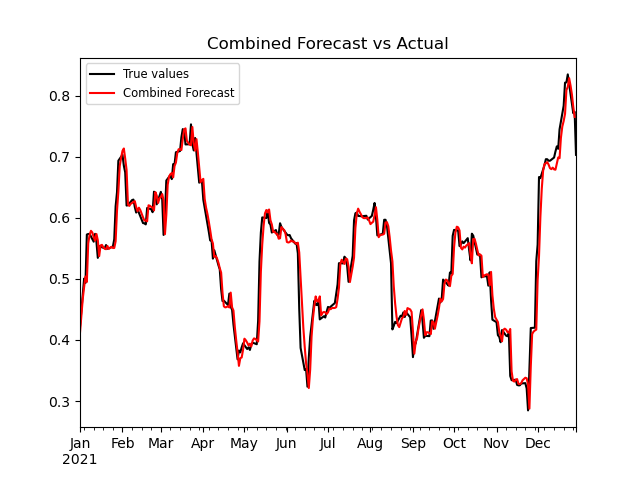 Combined Forecast vs Actual
True values
Combined Forecast
0.8
0.7
0.6
0.5
0.4
0.3
Jan Feb Mar Apr May Jun Jul Aug Sep Oct Nov Dec
2021